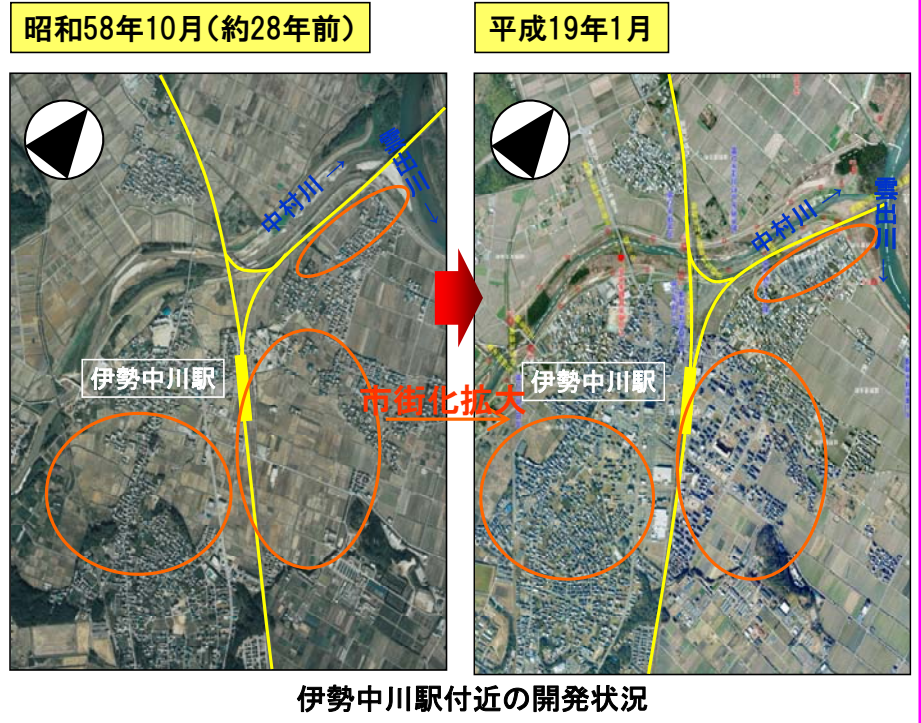 昭和58年10月(約28年前)
平成19年1月
中村川→
雲出川→
中村川→
雲出川→
伊勢中川駅
市街化拡大
伊勢中川駅
伊勢中川駅付近の開発状況